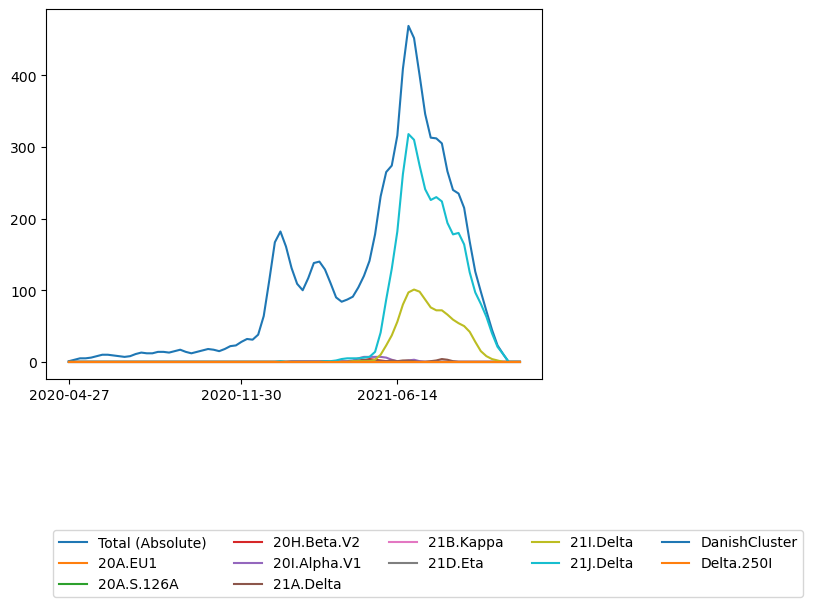 400
300
200
100
0
2020-04-27 2020-11-30 2021-06-14
Total (Absolute) 20H.Beta.V2 21B.Kappa 21I.Delta DanishCluster
20A.EU1 20I.Alpha.V1 21D.Eta 21J.Delta Delta.250I
20A.S.126A 21A.Delta